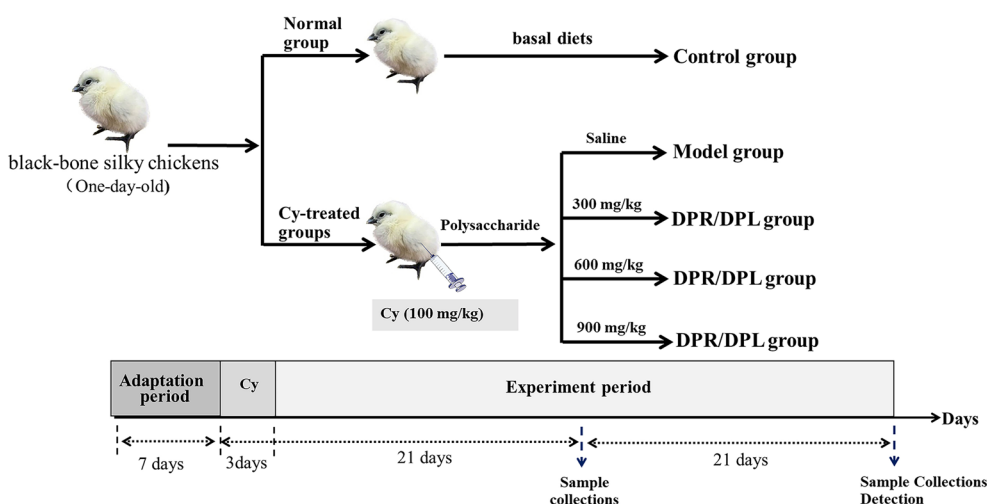 Normal
group
basal diets
Control group
black-bone silky chickens
（One-day-old)
Saline
Model group
Cy-treated
groups
Polysaccharide
300 mg/kg
DPR/DPL group
600 mg/kg
DPR/DPL group
Cy (100 mg/kg)
900 mg/kg
DPR/DPL group
Adaptation
period
Cy
Experiment period
Days
7 days
3days
21 days
21 days
Sample
collections
Sample Collections
Detection